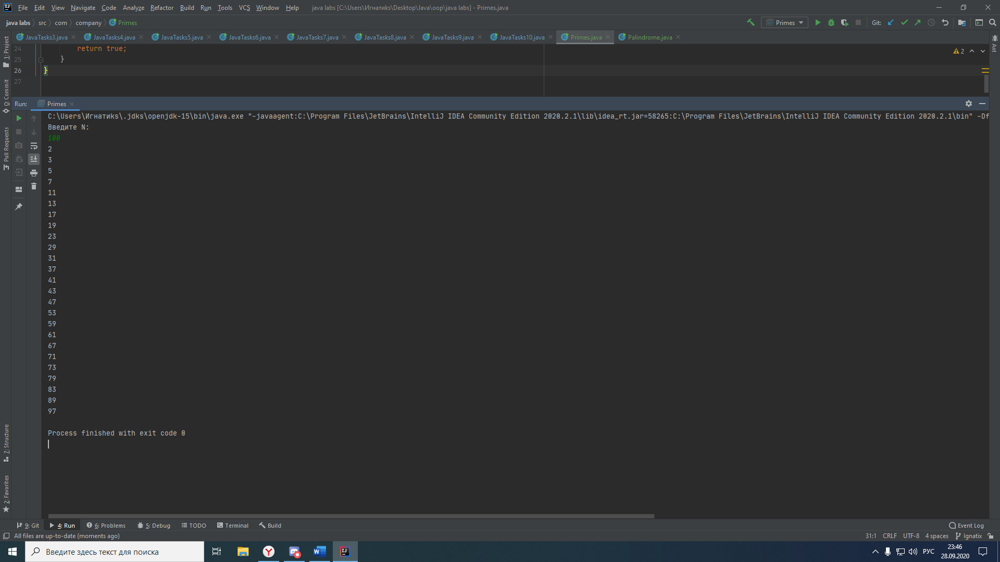 File Edit View Navigate Code Analyze Refactor Build Run Tools VCS Window Help java labs [C:\Users\Игнатикs\Desktop\Java\oop\java labs] - Primes.java
java labs src com company Primes Primes Git:
JavaTasks3.java JavaTasks4.java JavaTasks5.java JavaTasks6.java JavaTasks7.java JavaTasks8.java JavaTasks9.java JavaTasks10.java Primes.java Palindrome.java
1: Project
0: Commit
Pull Requests
7: Structure
2: Favorites
Ant
24 return true;
25 }
26 }
27
2
Run: Primes
C:\Users\Игнатикs\.jdks\openjdk-15\bin\java.exe "-javaagent:C:\Program Files\JetBrains\IntelliJ IDEA Community Edition 2020.2.1\lib\idea_rt.jar=58265:C:\Program Files\JetBrains\IntelliJ IDEA Community Edition 2020.2.1\bin" -Df
Введите N:
100
2
3
5
7
11
13
17
19
23
29
31
37
41
43
47
53
59
61
67
71
73
79
83
89
97
Process finished with exit code 0
9: Git 4: Run 6: Problems 5: Debug TODO Terminal Build Event Log
All files are up-to-date (moments ago) 31:1 CRLF UTF-8 4 spaces Ignatix
Введите здесь текст для поиска РУС 23:46
28.09.2020